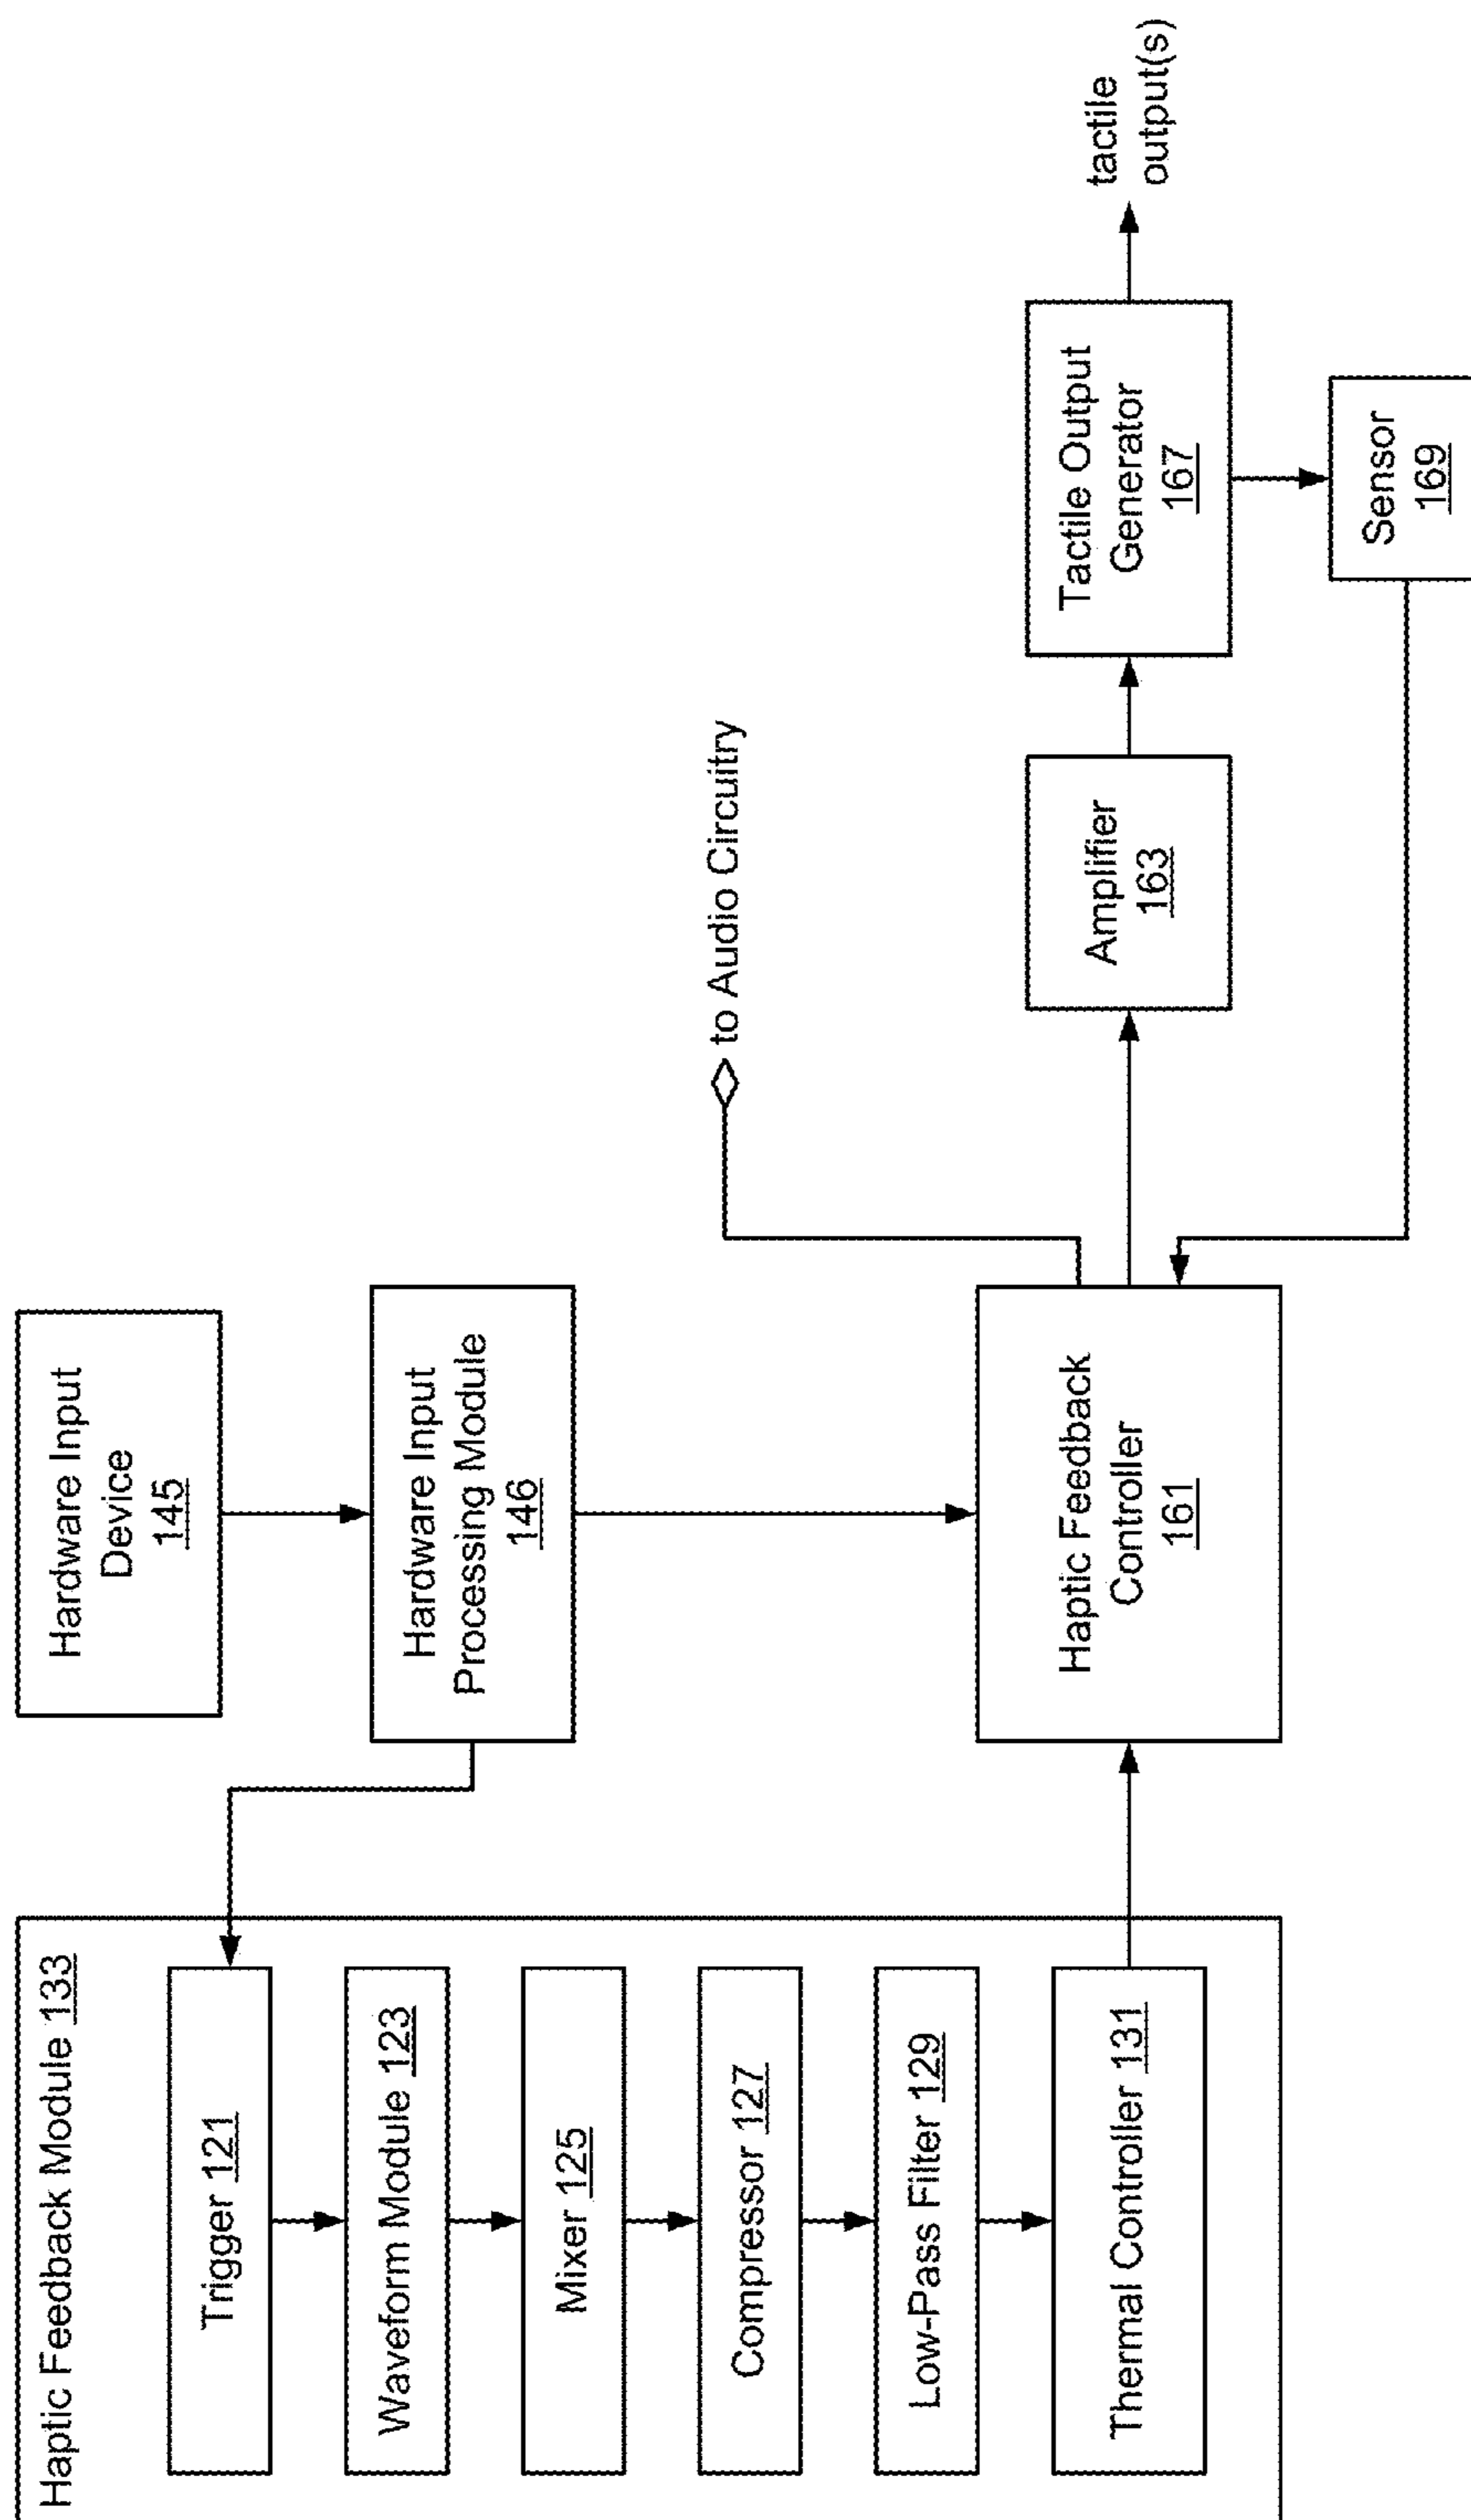 Haptic Feedback Module 133
Trigger 121
Waveform Module 123
Mixer 125
Compressor 127
Low-Pass Filter 129
Thermal Controller 131
Hardware Input
Device
145
Hardware Input
Processing Module
146
Haptic Feedback
Controller
161
to Audio Circuitry
Amplifier
163
Tactile Output
Generator
167
Sensor
169
tactile
output(s)